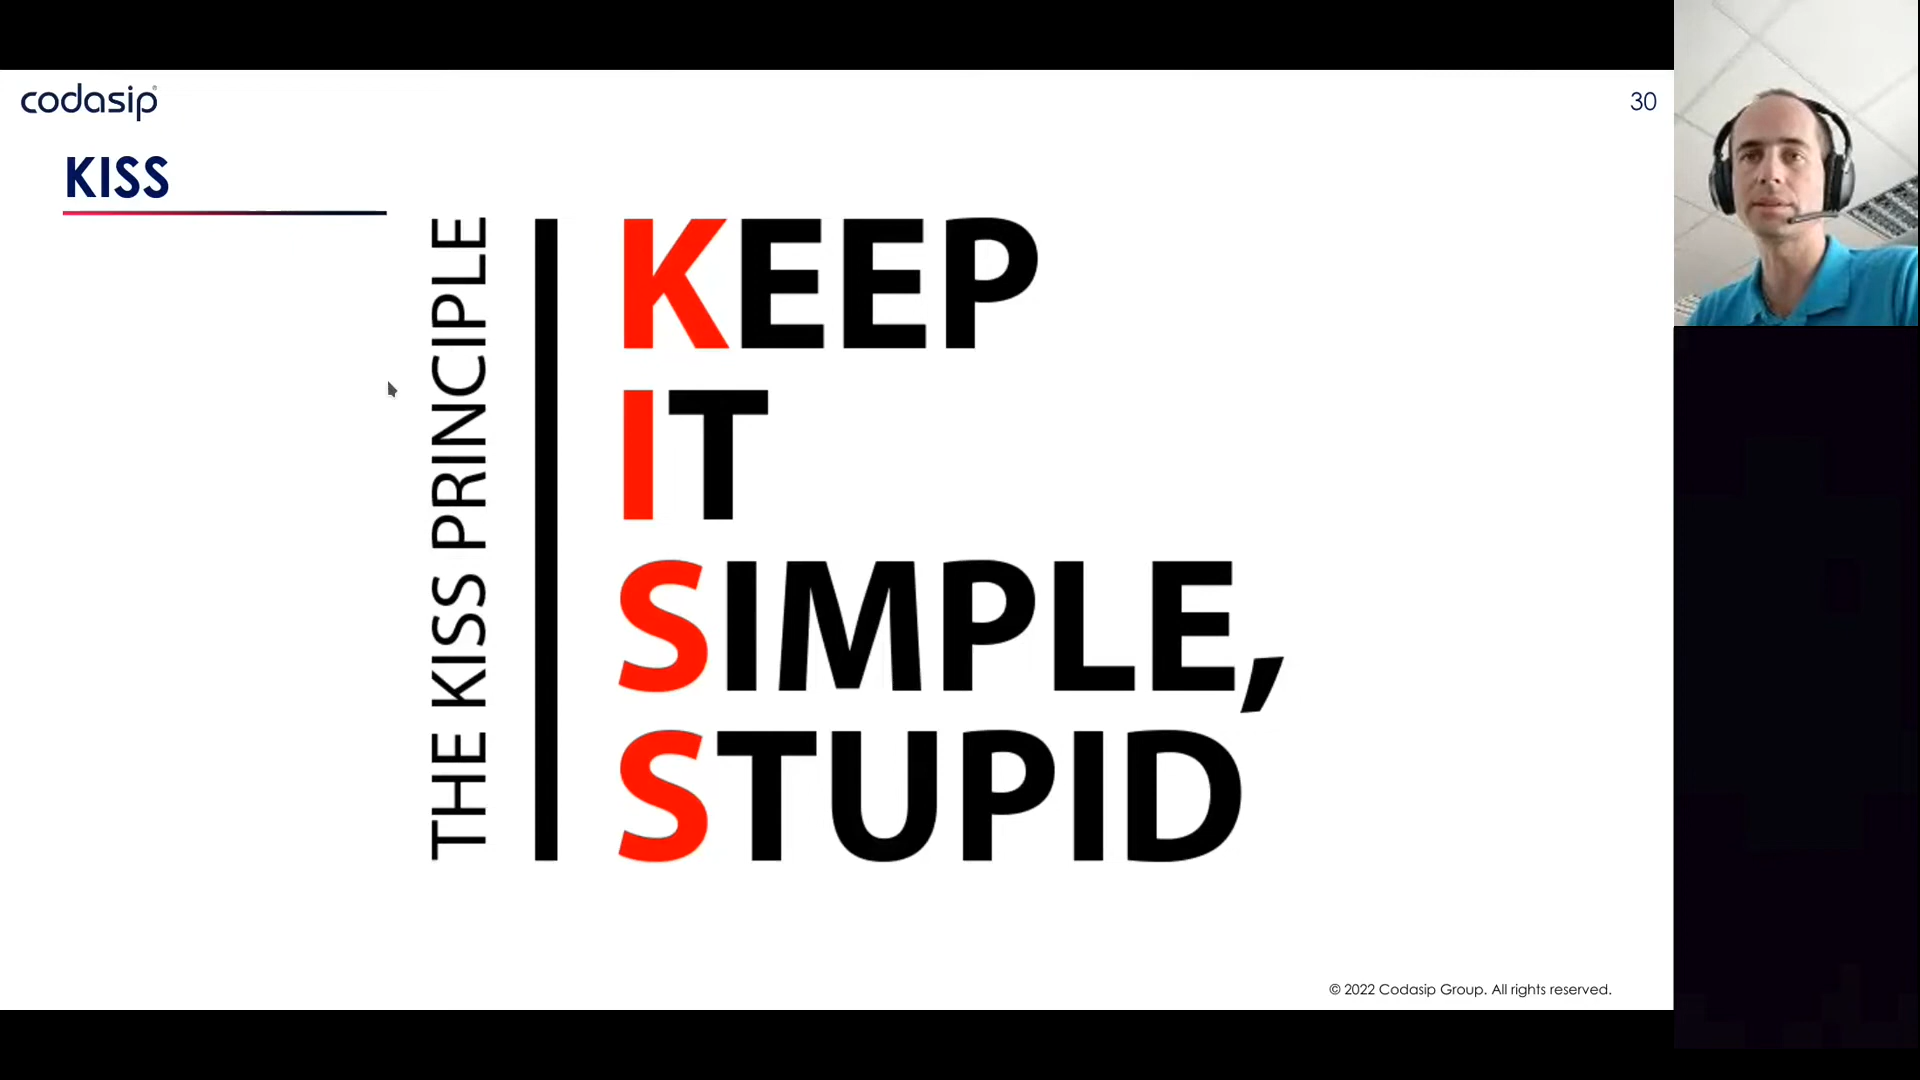 codasip
30
KISS
THE KISS PRINCIPLE
KEEP
IT
SIMPLE,
STUPID
© 2022 Codasip Group. All rights reserved.